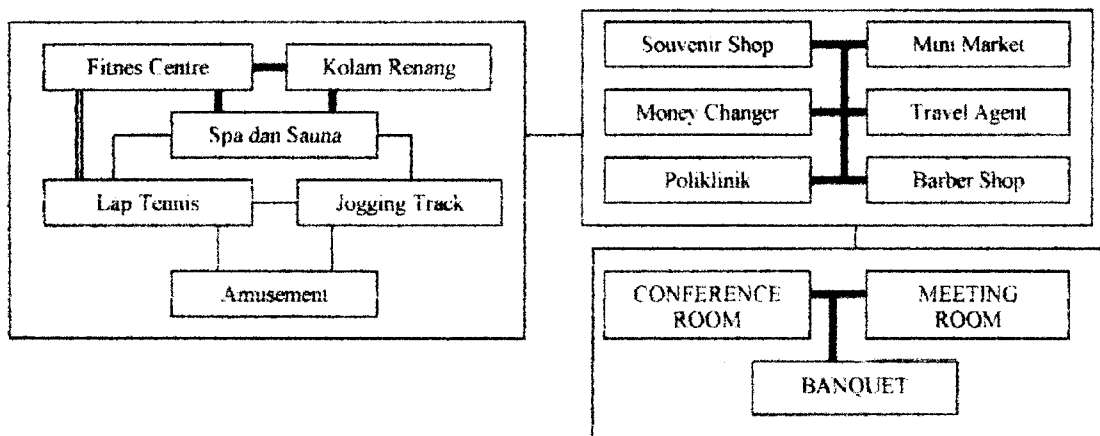 Fitnes Centre
Kolam Renang
Spa dan Sauna
Lap Tennis
Jogging Track
Amusement
Souvenir Shop
Mini Market
Money Changer
Travel Agent
Poliklinik
Barber Shop
CONFERENCE
ROOM
MEETING
ROOM
BANQUET